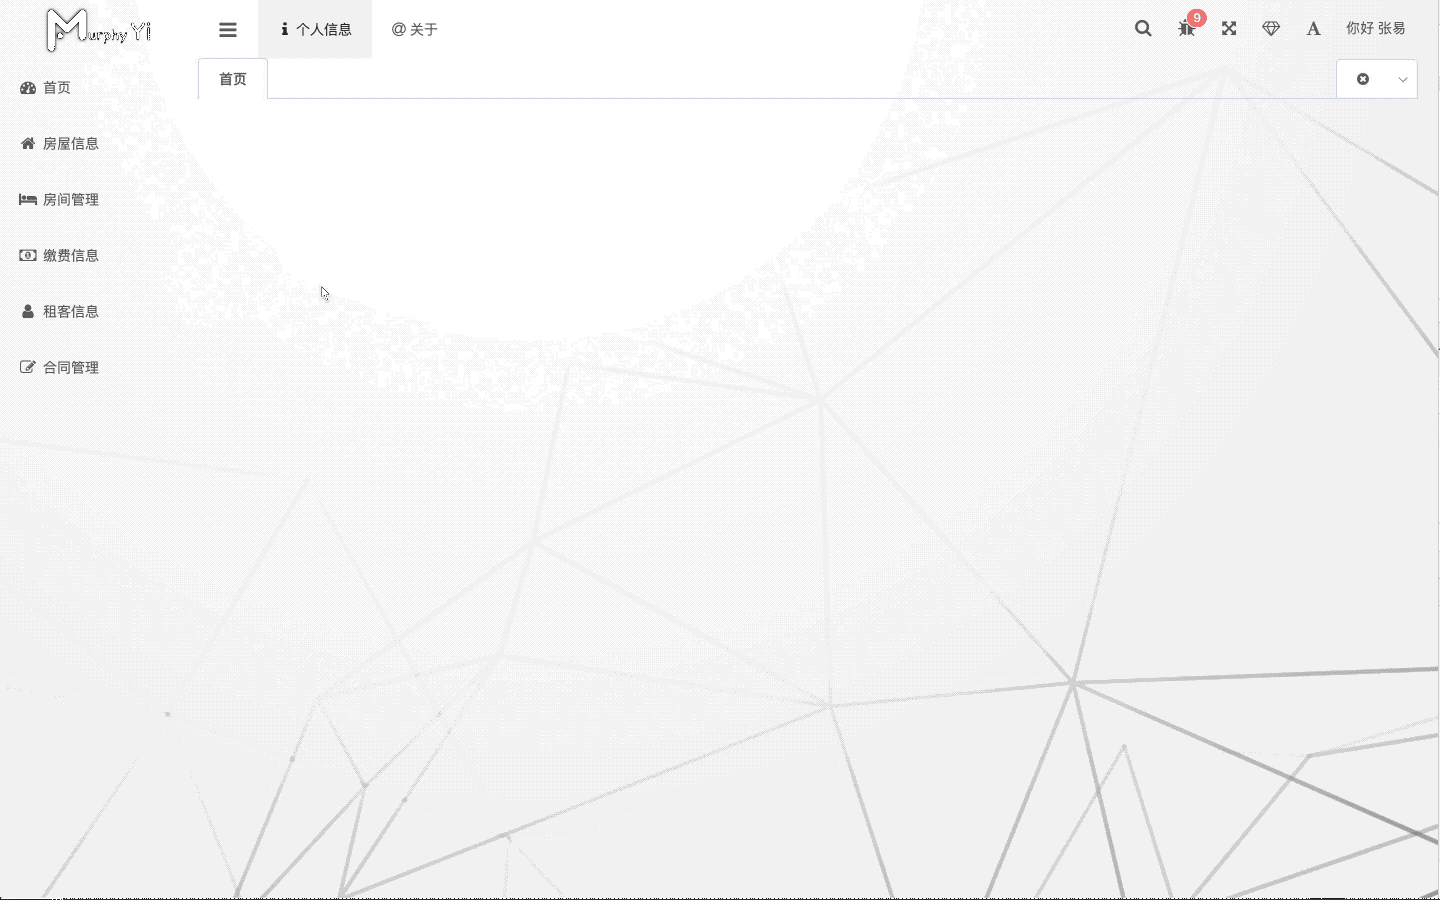 Murphy Yi
个人信息
@ 关于
9
A
你好 张易
首页
首页
房屋信息
房间管理
缴费信息
租客信息
合同管理